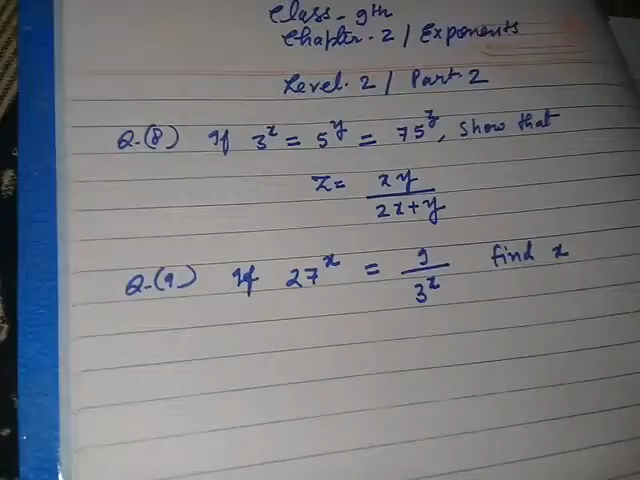 Class - 9th
Chapter. 2 / Exponents
Level. 2 / Part. 2
Q.(8) If 3^x = 5^y = 75^z, Show that
z = xy / 2x+y
Q.(9) If 27^x = 9 / 3^x find x